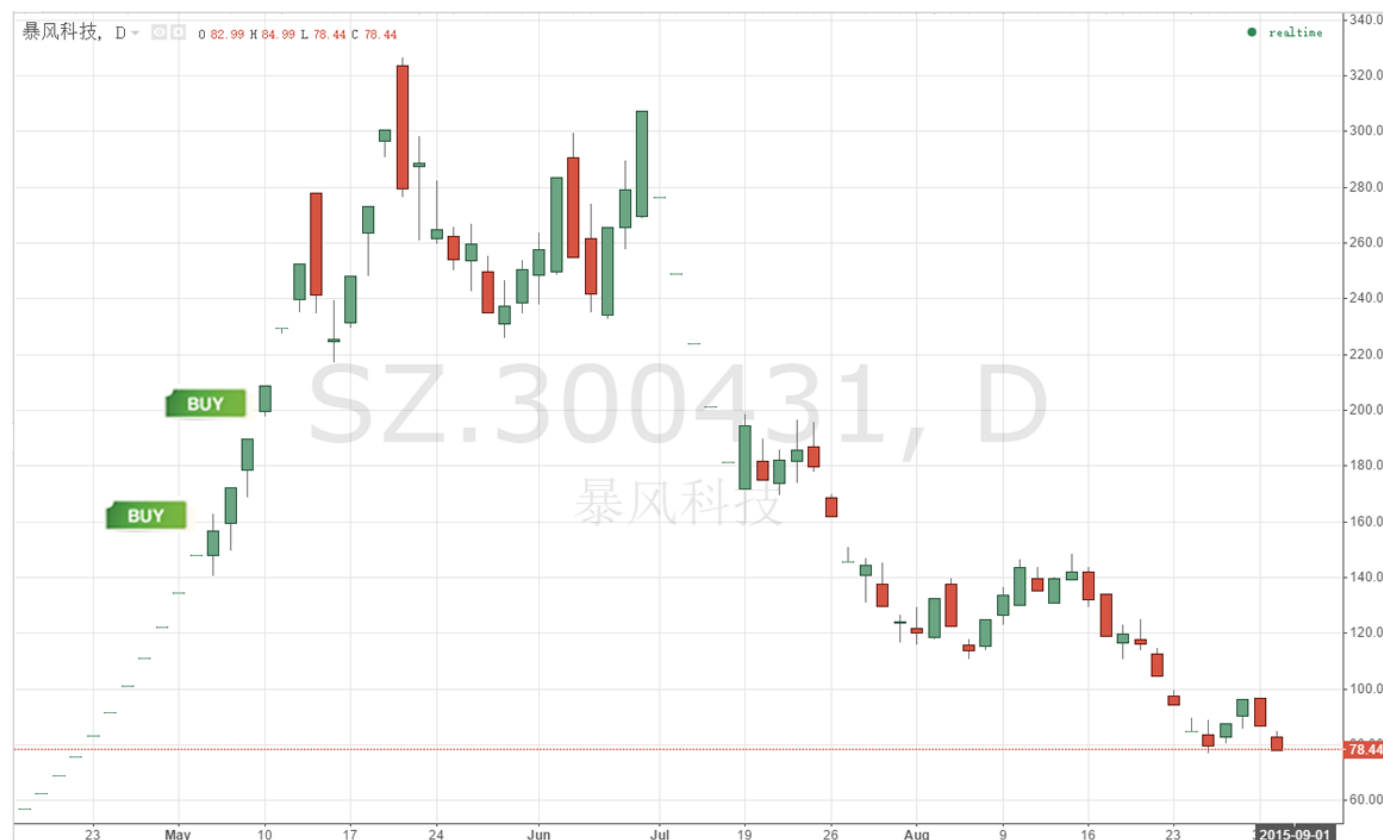 暴风科技, D O 82.99 H 84.99 L 78.44 C 78.44
realtime
340.0
320.0
300.0
280.0
260.0
240.0
220.0
BUY
200.0
SZ.300431, D
180.0
暴风科技
BUY
160.0
140.0
120.0
100.0
78.44
60.00
23 May 10 17 24 Jun Jul 19 26 Aug 9 16 23 2015-09-01